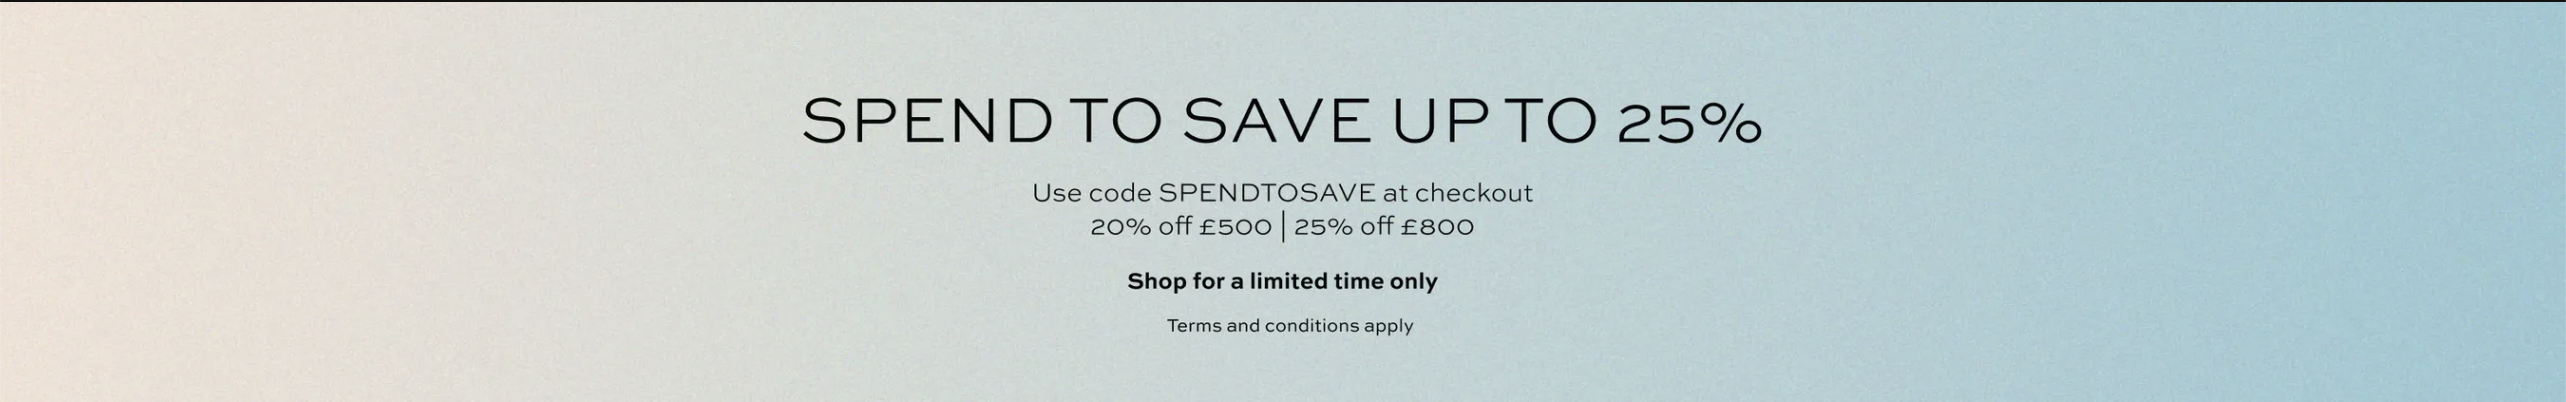 SPEND TO SAVE UP TO 25%
Use code SPENDTOSAVE at checkout
20% off £500 | 25% off £800
Shop for a limited time only
Terms and conditions apply